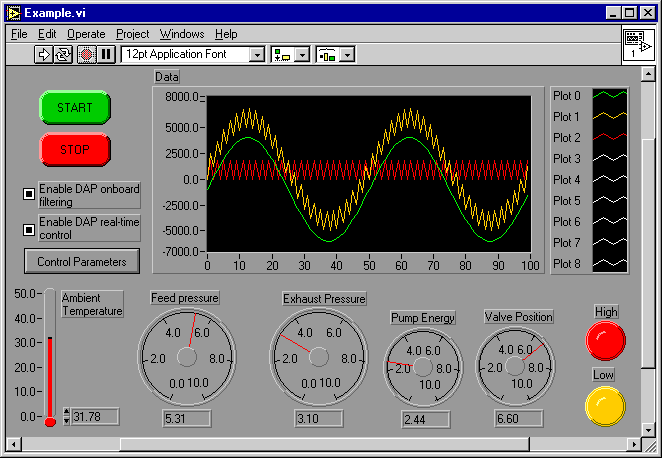 Example.vi
File Edit Operate Project Windows Help
12pt Application Font
1
Data
START
STOP
Enable DAP onboard
filtering
Enable DAP real-time
control
Control Parameters
8000.0
5000.0
2500.0
0.0
-2500.0
-5000.0
-7000.0
0 10 20 30 40 50 60 70 80 90 100
Plot 0
Plot 1
Plot 2
Plot 3
Plot 4
Plot 5
Plot 6
Plot 7
Plot 8
50.0
40.0
30.0
20.0
10.0
0.0
Ambient
Temperature
31.78
Feed pressure
4.0 6.0
2.0 8.0
0.0 10.0
5.31
Exhaust Pressure
4.0 6.0
2.0 8.0
0.0 10.0
3.10
Pump Energy
4.0 6.0
2.0 8.0
10.0
2.44
Valve Position
4.0 6.0
2.0 8.0
10.0
6.60
High
Low